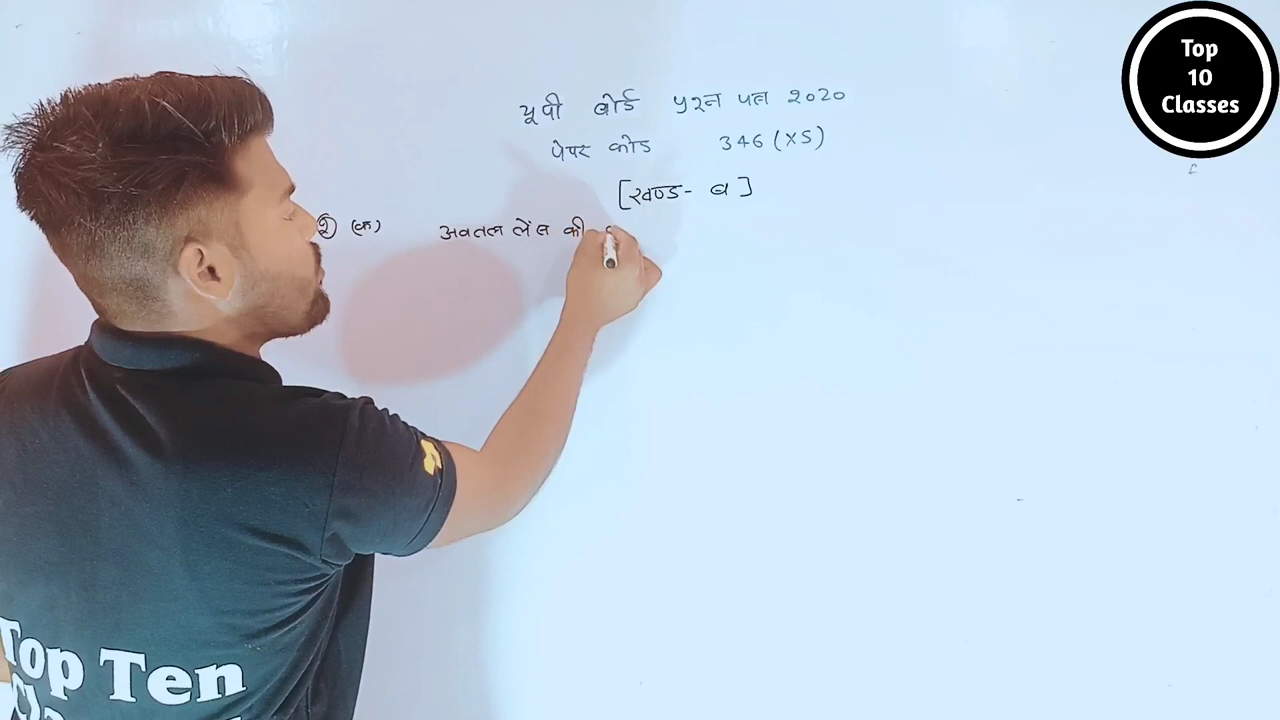 Top
10
Classes
यूपी बोर्ड प्रश्न पत्र 2020
पेपर कोड 346 (XS)
[खण्ड- ब]
② (क) अवतल लेंस की
Top Ten